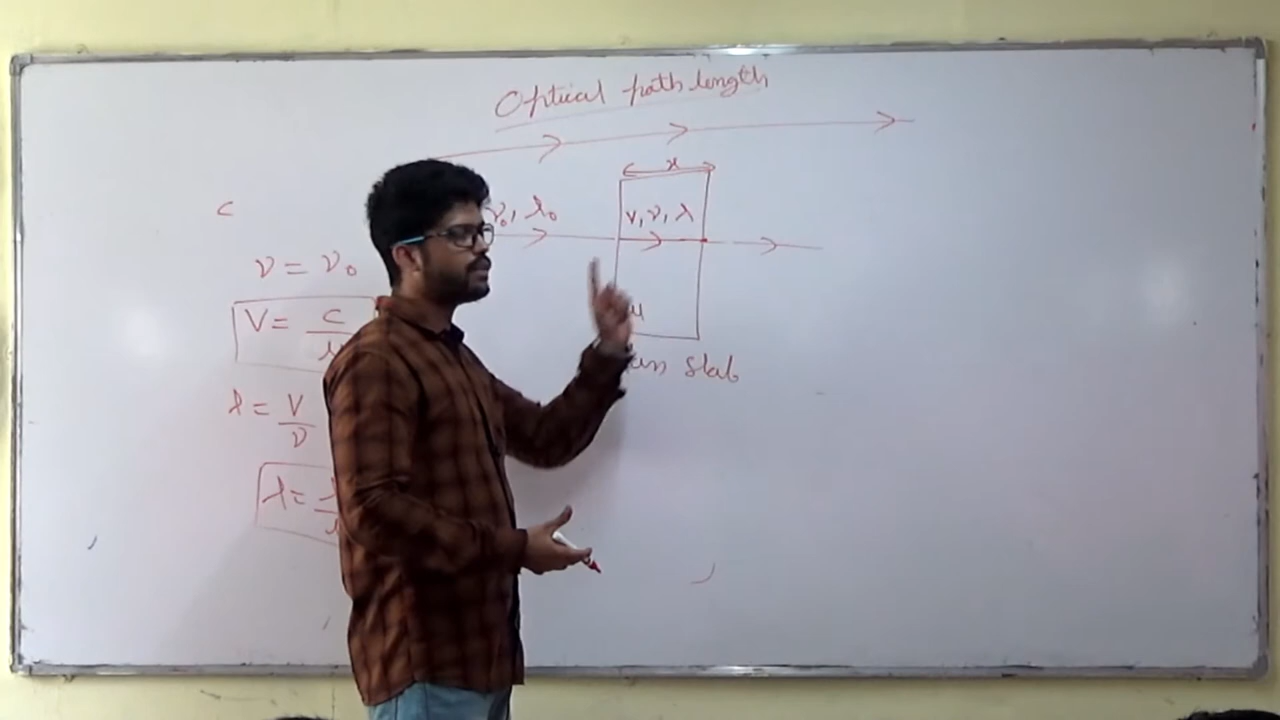 Optical path length
x
c
ν₀, λ₀
v, ν, λ
ν = ν₀
V = c
μ
slab
λ = V
ν
λ =